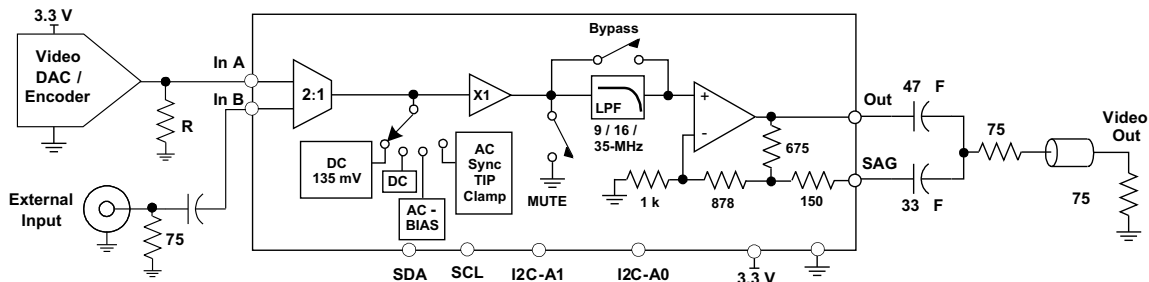 3.3 V
Video
DAC /
Encoder
R
In A
In B
External
Input
75
2:1
X1
Bypass
LPF
9 / 16 /
35-MHz
+
-
DC
135 mV
DC
AC -
BIAS
AC
Sync
TIP
Clamp
MUTE
1 k
878
675
150
Out
SAG
47 F
33 F
75
Video
Out
75
SDA
SCL
I2C-A1
I2C-A0
3.3 V